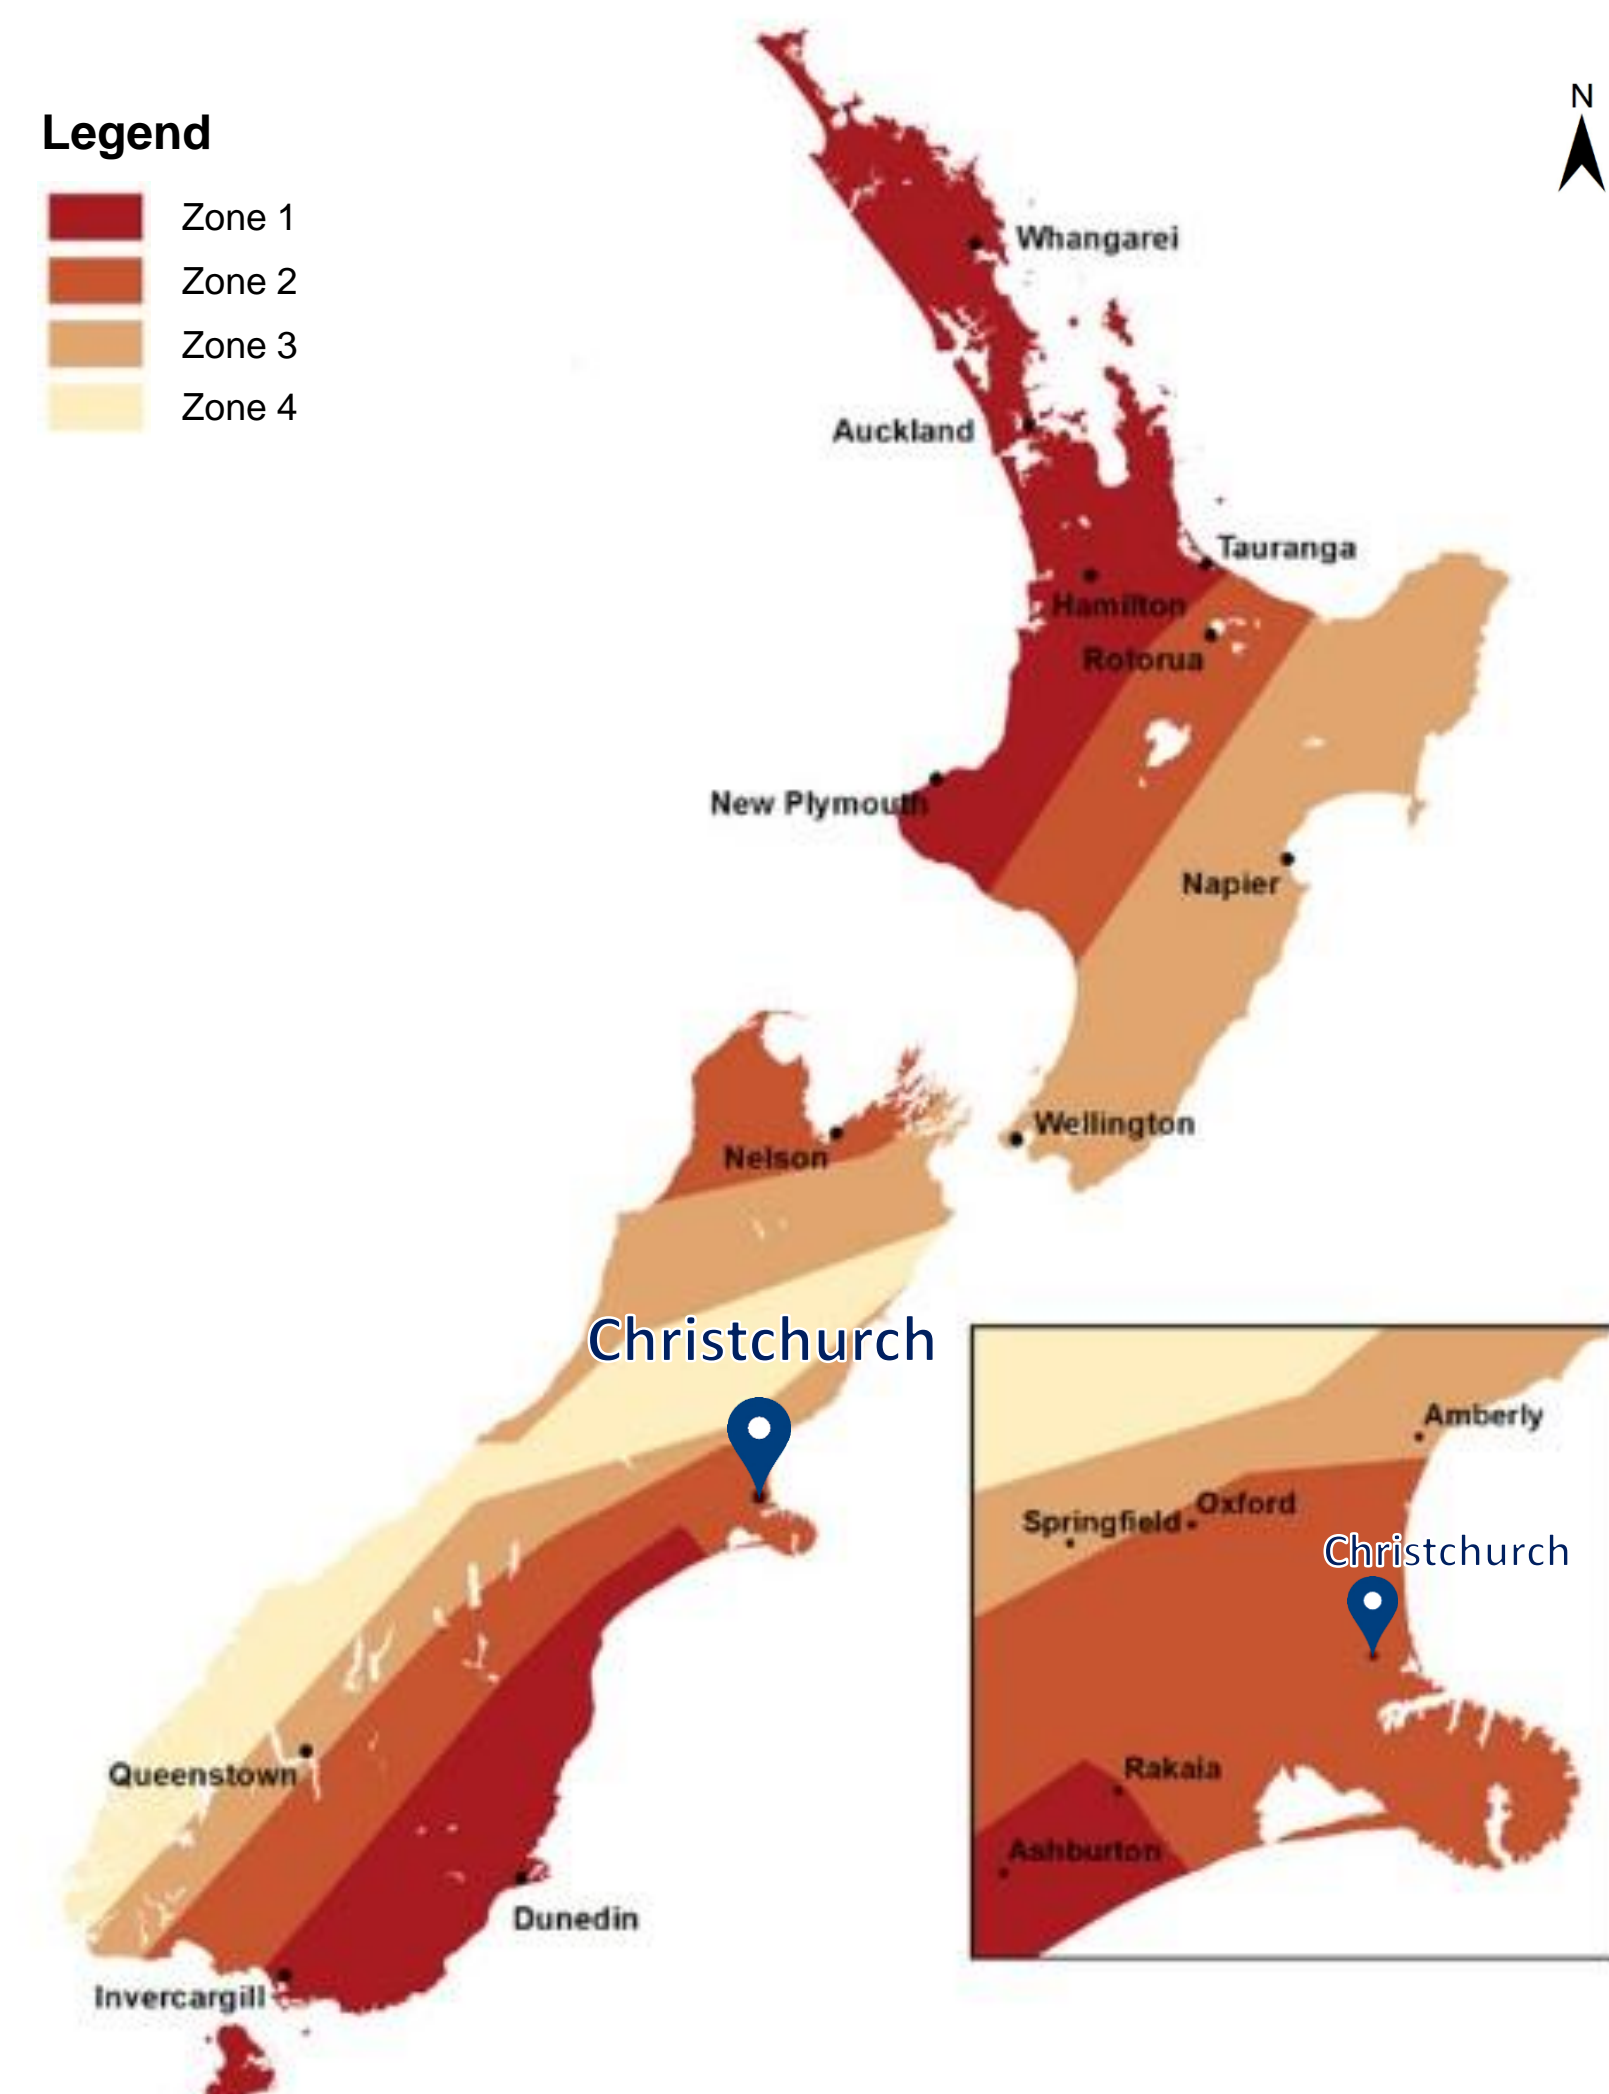 Legend
Zone 1
Zone 2
Zone 3
Zone 4
N
Whangarei
Auckland
Tauranga
Hamilton
Rotorua
New Plymouth
Napier
Wellington
Nelson
Christchurch
Queenstown
Dunedin
Invercargill
Amberly
Oxford
Springfield
Christchurch
Rakaia
Ashburton